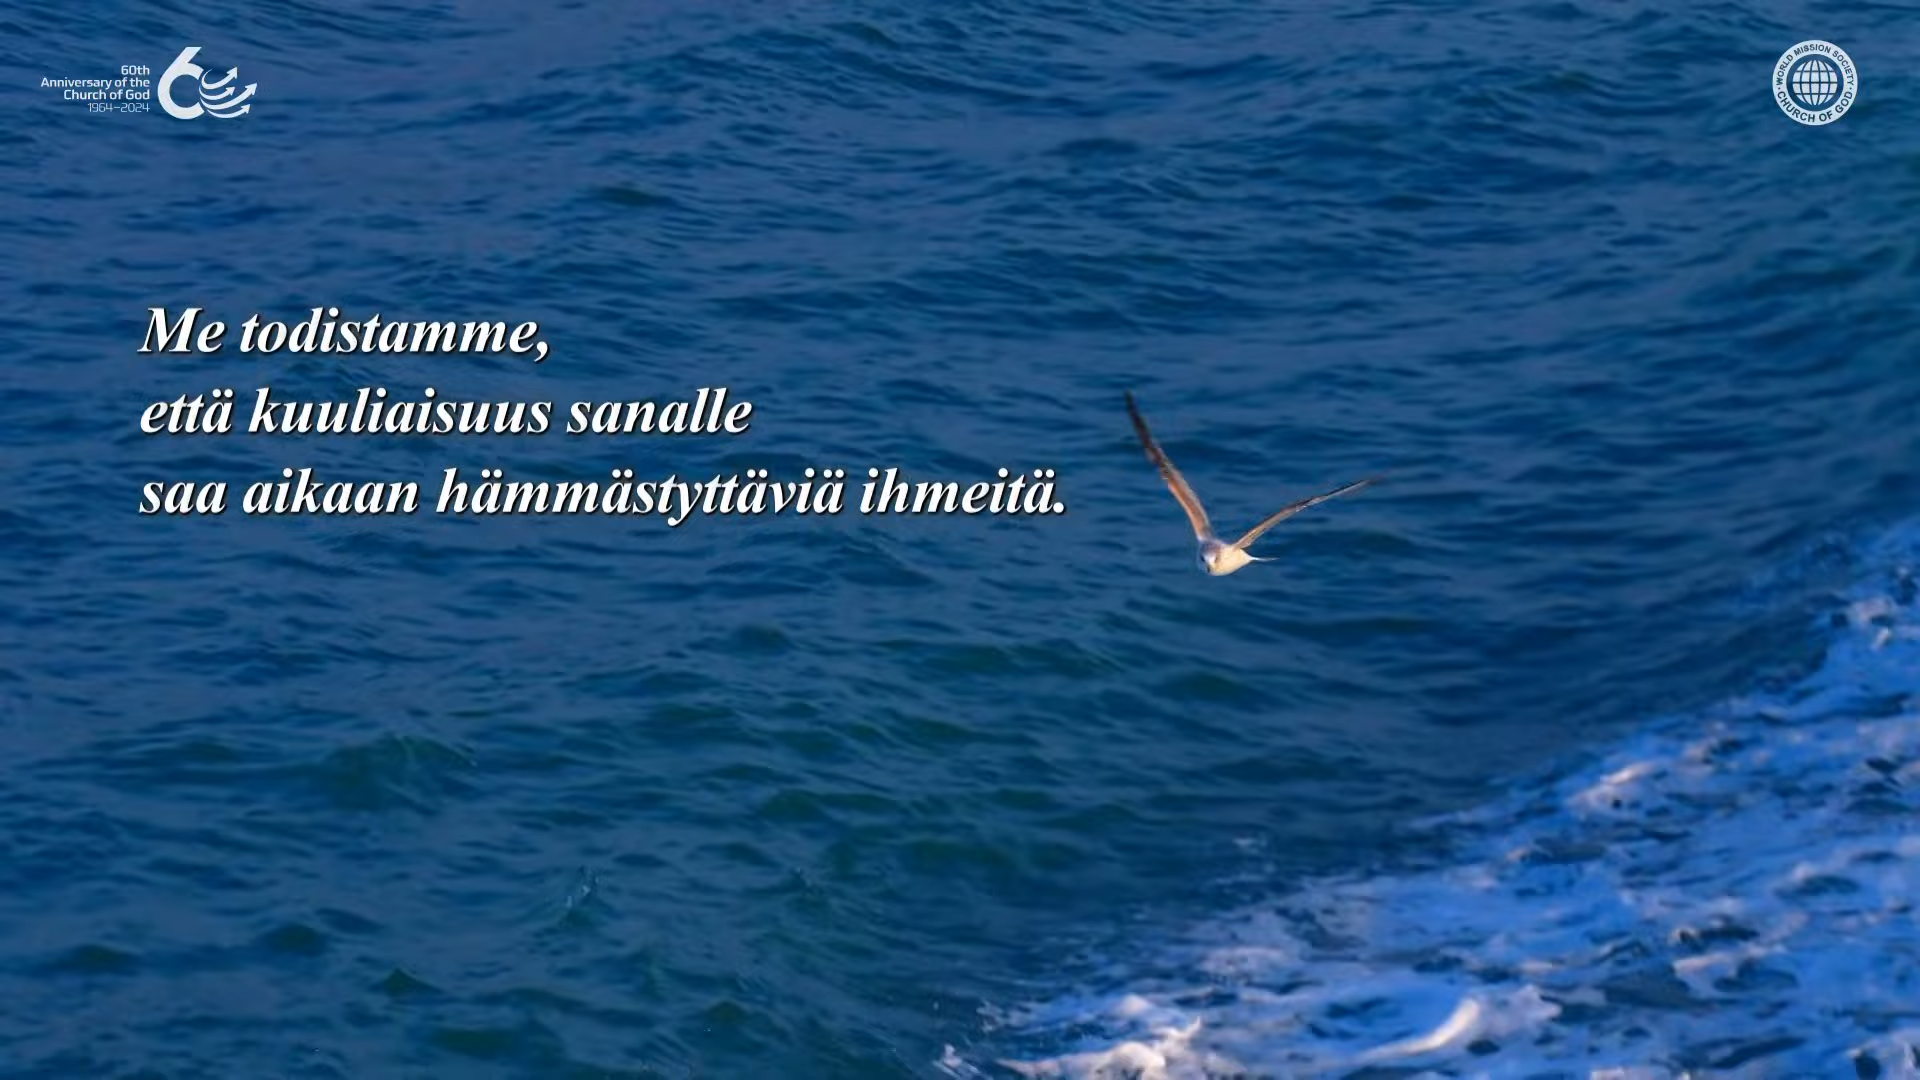 60th
Anniversary of the
Church of God
1964–2024
WORLD MISSION SOCIETY
CHURCH OF GOD
Me todistamme,
että kuuliaisuus sanalle
saa aikaan hämmästyttäviä ihmeitä.